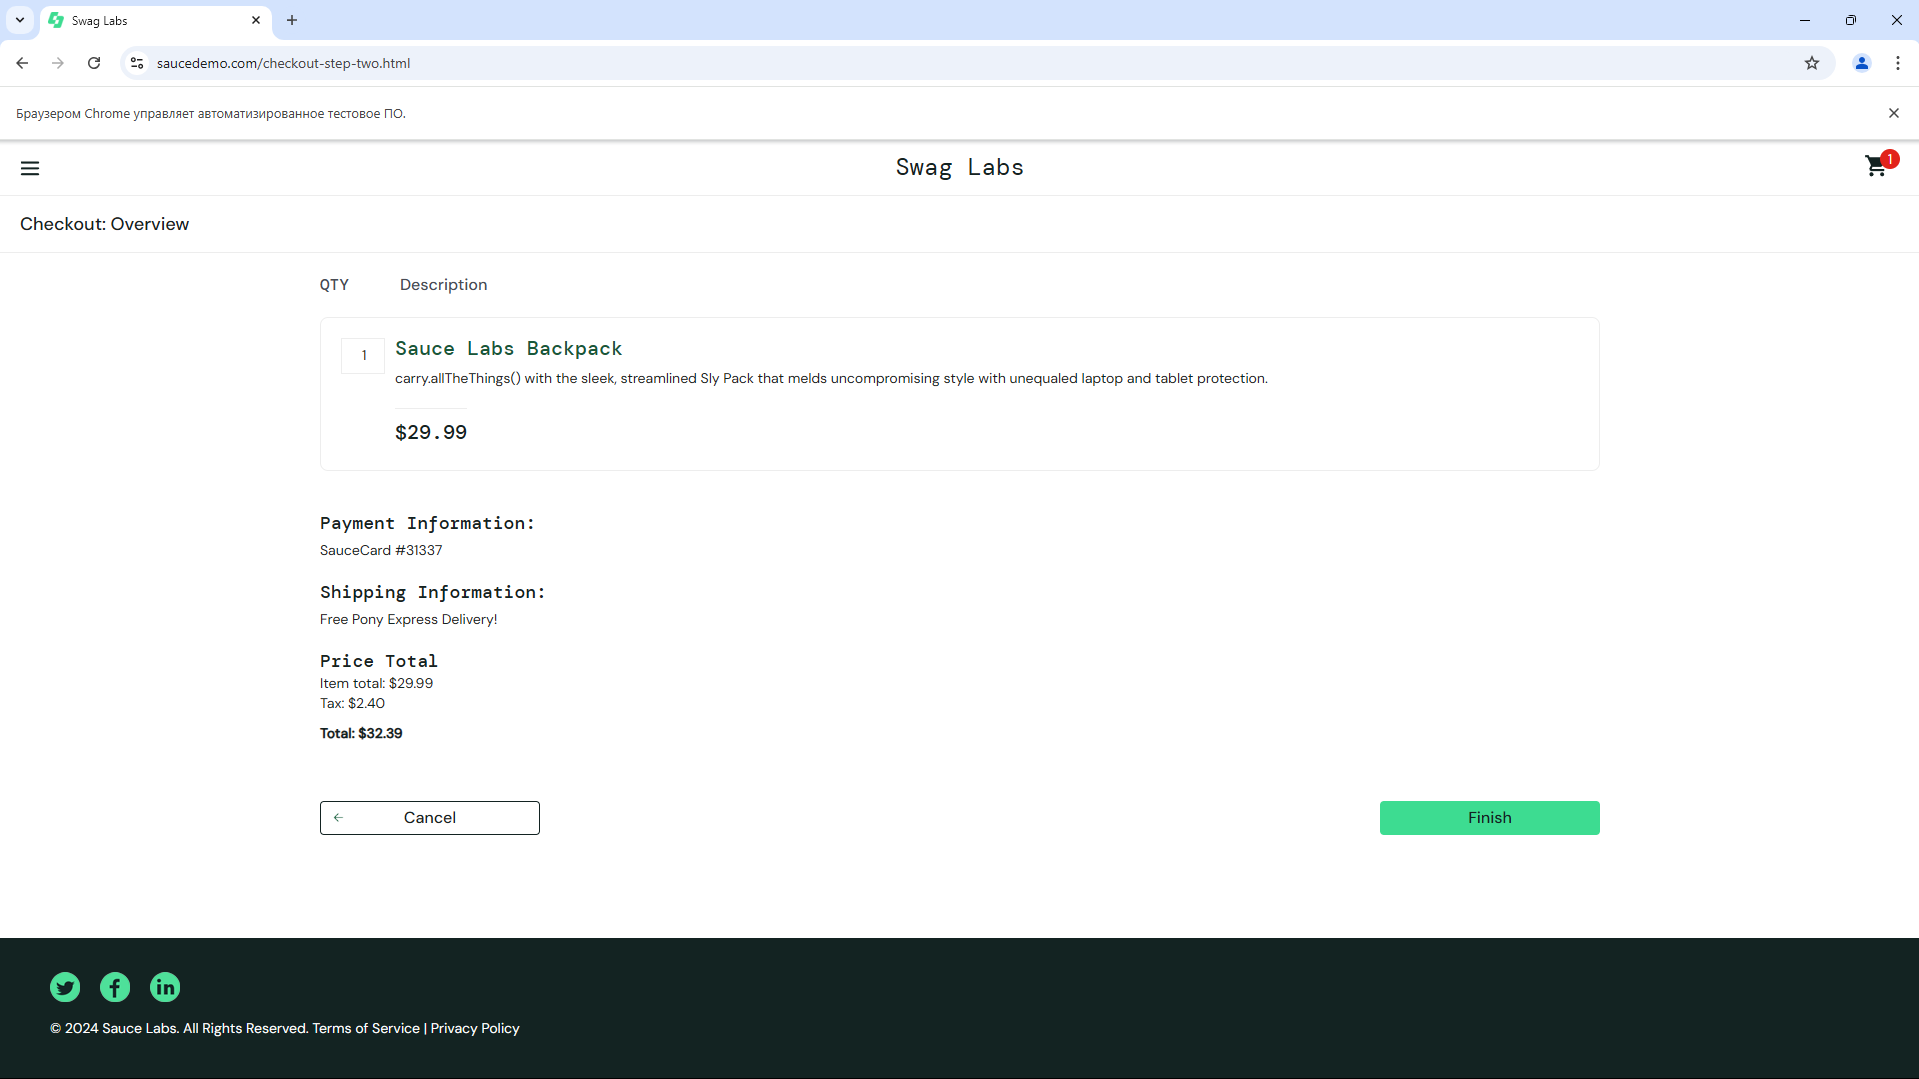 Swag Labs
saucedemo.com/checkout-step-two.html
Браузером Chrome управляет автоматизированное тестовое ПО.
Swag Labs
1
Checkout: Overview
QTY Description
1 Sauce Labs Backpack
carry.allTheThings() with the sleek, streamlined Sly Pack that melds uncompromising style with unequaled laptop and tablet protection.
$29.99
Payment Information:
SauceCard #31337
Shipping Information:
Free Pony Express Delivery!
Price Total
Item total: $29.99
Tax: $2.40
Total: $32.39
Cancel Finish
© 2024 Sauce Labs. All Rights Reserved. Terms of Service | Privacy Policy